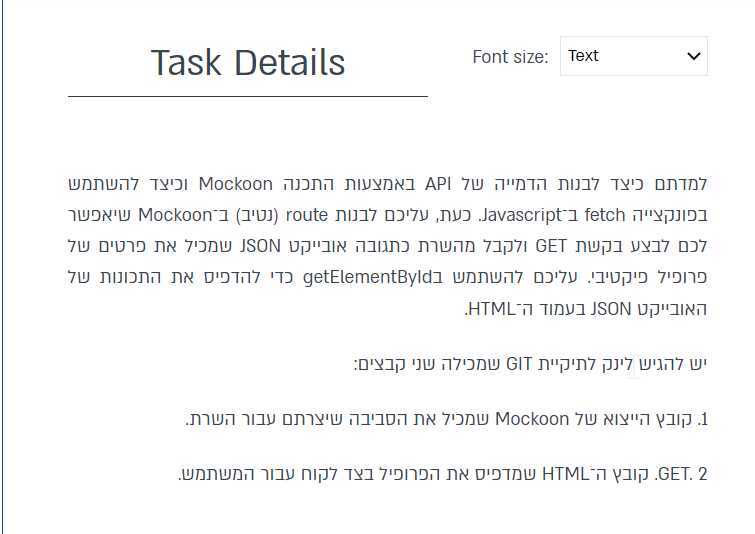 Task Details
Font size: Text
למדתם כיצד לבנות הדמייה של API באמצעות התכנה Mockoon וכיצד להשתמש
בפונקצייה fetch ב־Javascript. כעת, עליכם לבנות route (נטיב) ב־Mockoon שיאפשר
לכם לבצע בקשת GET ולקבל מהשרת כתגובה אובייקט JSON שמכיל את פרטים של
פרופיל פיקטיבי. עליכם להשתמש בgetElementById כדי להדפיס את התכונות של
האובייקט JSON בעמוד ה־HTML.
יש להגיש לינק לתיקיית GIT שמכילה שני קבצים:
1. קובץ הייצוא של Mockoon שמכיל את הסביבה שיצרתם עבור השרת.
2 .GET. קובץ ה־HTML שמדפיס את הפרופיל בצד לקוח עבור המשתמש.